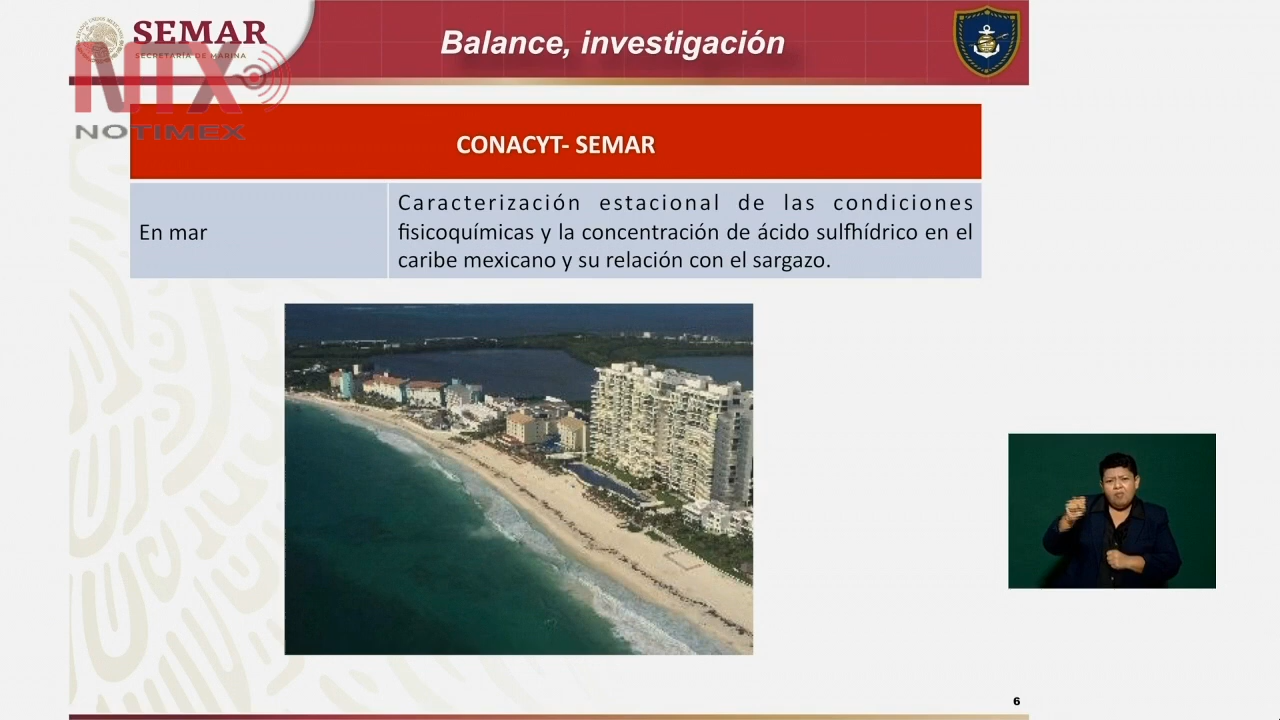 SEMAR
SECRETARÍA DE MARINA
Balance, investigación
NTX
NOTIMEX
CONACYT- SEMAR
En mar
Caracterización estacional de las condiciones
fisicoquímicas y la concentración de ácido sulfhídrico en el
caribe mexicano y su relación con el sargazo.
6